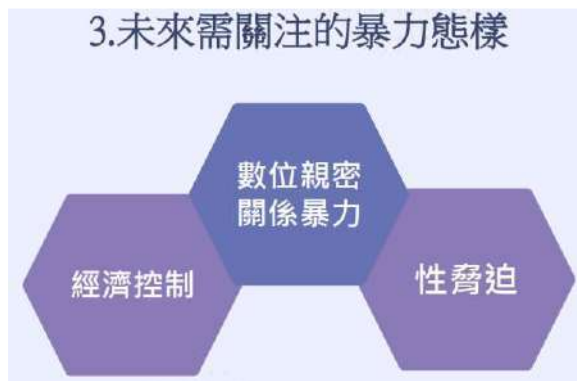 3.未來需關注的暴力態樣
數位親密
關係暴力
經濟控制
性脅迫